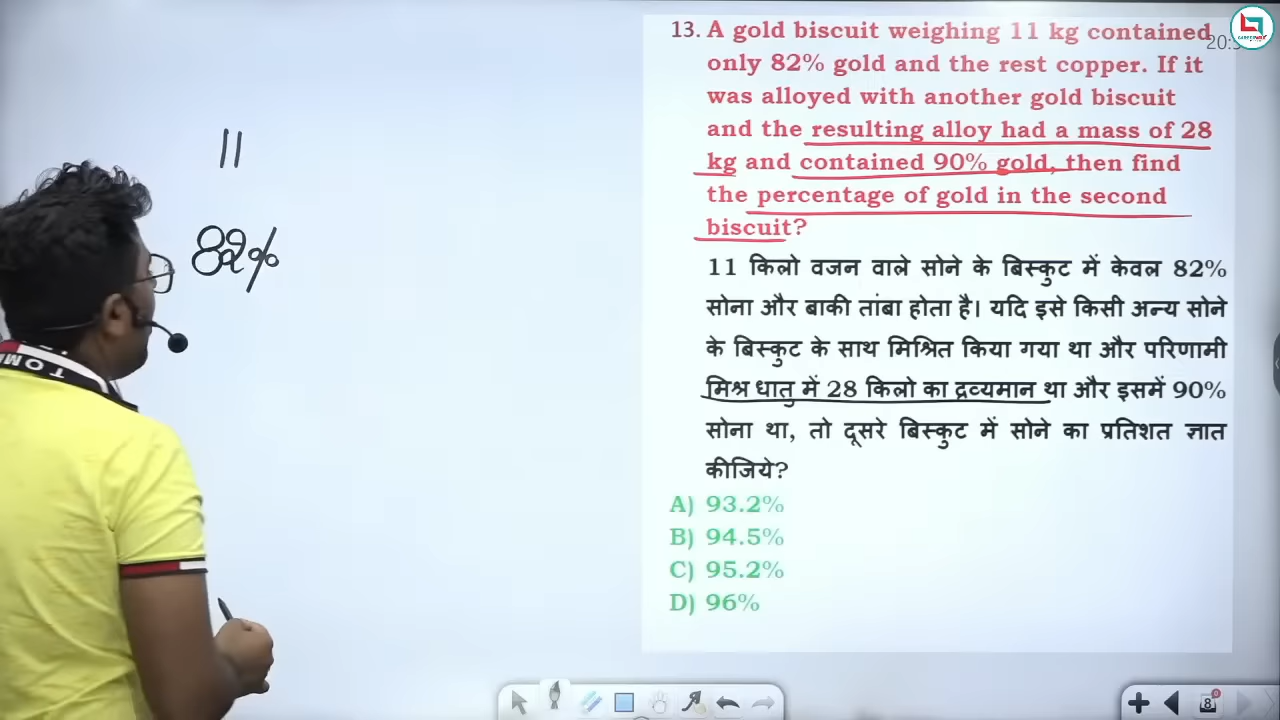 13. A gold biscuit weighing 11 kg contained
only 82% gold and the rest copper. If it
was alloyed with another gold biscuit
and the resulting alloy had a mass of 28
kg and contained 90% gold, then find
the percentage of gold in the second
biscuit?
11 किलो वजन वाले सोने के बिस्कुट में केवल 82%
सोना और बाकी तांबा होता है। यदि इसे किसी अन्य सोने
के बिस्कुट के साथ मिश्रित किया गया था और परिणामी
मिश्र धातु में 28 किलो का द्रव्यमान था और इसमें 90%
सोना था, तो दूसरे बिस्कुट में सोने का प्रतिशत ज्ञात
कीजिये?
A) 93.2%
B) 94.5%
C) 95.2%
D) 96%
11
82%
TOM
8